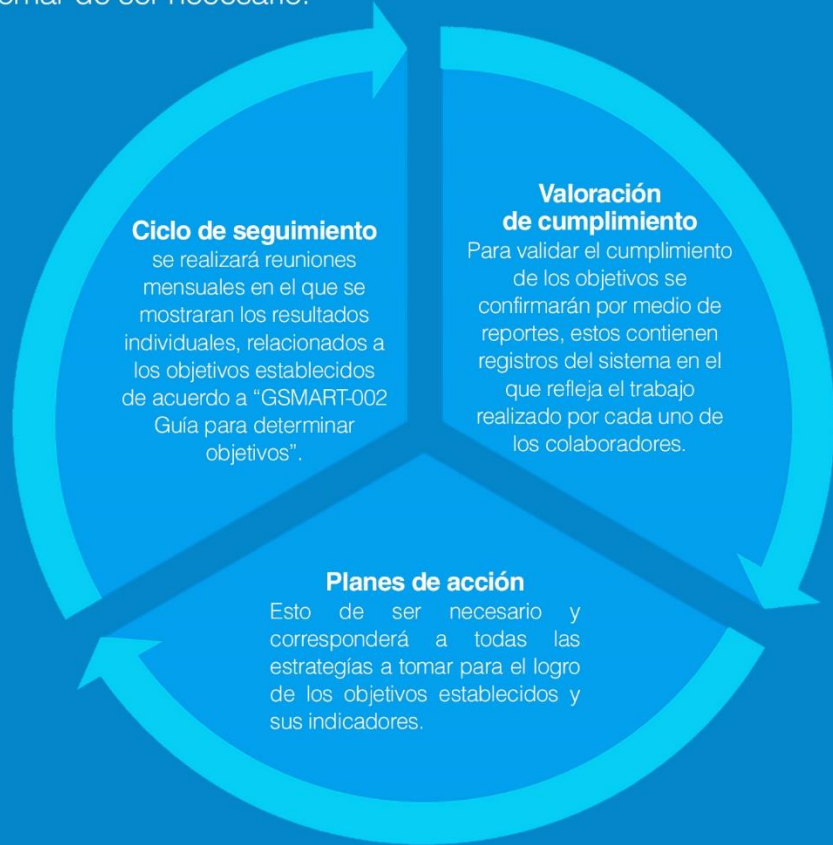 de ser necesario.
Ciclo de seguimiento
se realizará reuniones
mensuales en el que se
mostraran los resultados
individuales, relacionados a
los objetivos establecidos
de acuerdo a “GSMART-002
Guía para determinar
objetivos”.
Valoración
de cumplimiento
Para validar el cumplimiento
de los objetivos se
confirmarán por medio de
reportes, estos contienen
registros del sistema en el
que refleja el trabajo
realizado por cada uno de
los colaboradores.
Planes de acción
Esto de ser necesario y
corresponderá a todas las
estrategías a tomar para el logro
de los objetivos establecidos y
sus indicadores.